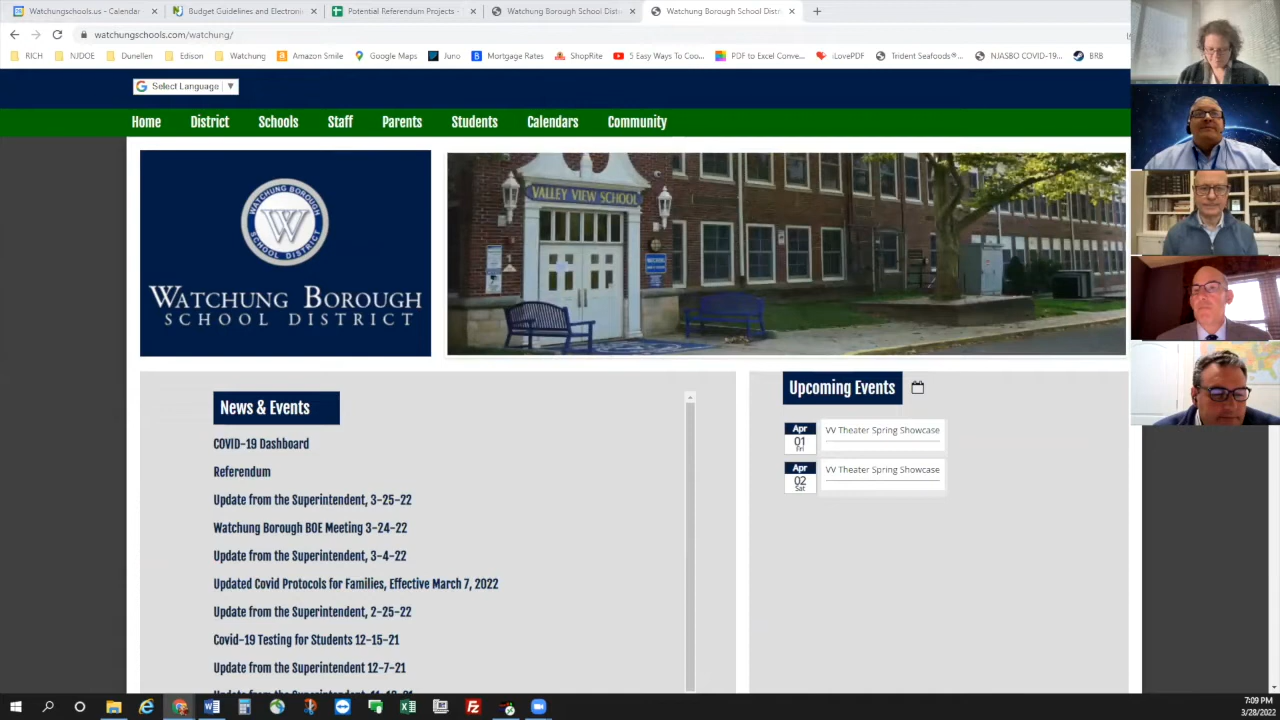 Watchungschools.us - Calendar
Budget Guidelines and Electronic
Potential Referendum Projects -
Watchung Borough School Distri
Watchung Borough School Distri
watchungschools.com/watchung/
RICH
NJDOE
Dunellen
Edison
Watchung
Amazon Smile
Google Maps
Juno
Mortgage Rates
ShopRite
5 Easy Ways To Coo...
PDF to Excel Conve...
iLovePDF
Trident Seafoods®...
NJASBO COVID-19...
BRB
Select Language
Home
District
Schools
Staff
Parents
Students
Calendars
Community
WATCHUNG BOROUGH
W
SCHOOL DISTRICT
WATCHUNG BOROUGH
SCHOOL DISTRICT
VALLEY VIEW SCHOOL
News & Events
COVID-19 Dashboard
Referendum
Update from the Superintendent, 3-25-22
Watchung Borough BOE Meeting 3-24-22
Update from the Superintendent, 3-4-22
Updated Covid Protocols for Families, Effective March 7, 2022
Update from the Superintendent, 2-25-22
Covid-19 Testing for Students 12-15-21
Update from the Superintendent 12-7-21
Upcoming Events
Apr
01
Fri
VV Theater Spring Showcase
Apr
02
Sat
VV Theater Spring Showcase
7:09 PM
3/28/2022